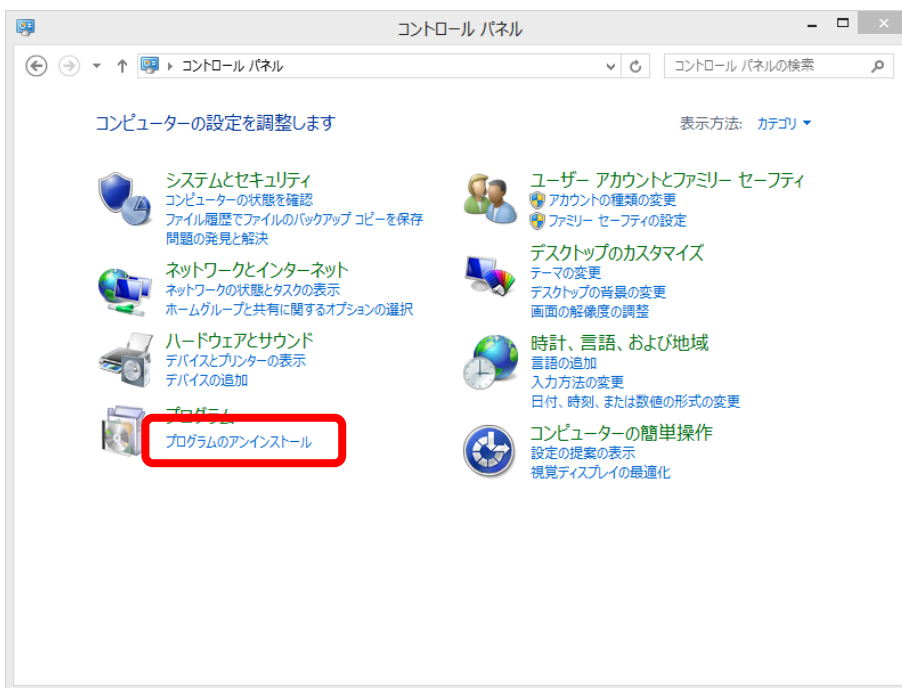 コントロール パネル
コントロール パネル
コントロール パネルの検索
コンピューターの設定を調整します
表示方法: カテゴリ
システムとセキュリティ
コンピューターの状態を確認
ファイル履歴でファイルのバックアップ コピーを保存
問題の発見と解決
ネットワークとインターネット
ネットワークの状態とタスクの表示
ホームグループと共有に関するオプションの選択
ハードウェアとサウンド
デバイスとプリンターの表示
デバイスの追加
プログラム
プログラムのアンインストール
ユーザー アカウントとファミリー セーフティ
アカウントの種類の変更
ファミリー セーフティの設定
デスクトップのカスタマイズ
テーマの変更
デスクトップの背景の変更
画面の解像度の調整
時計、言語、および地域
言語の追加
入力方法の変更
日付、時刻、または数値の形式の変更
コンピューターの簡単操作
設定の提案の表示
視覚ディスプレイの最適化